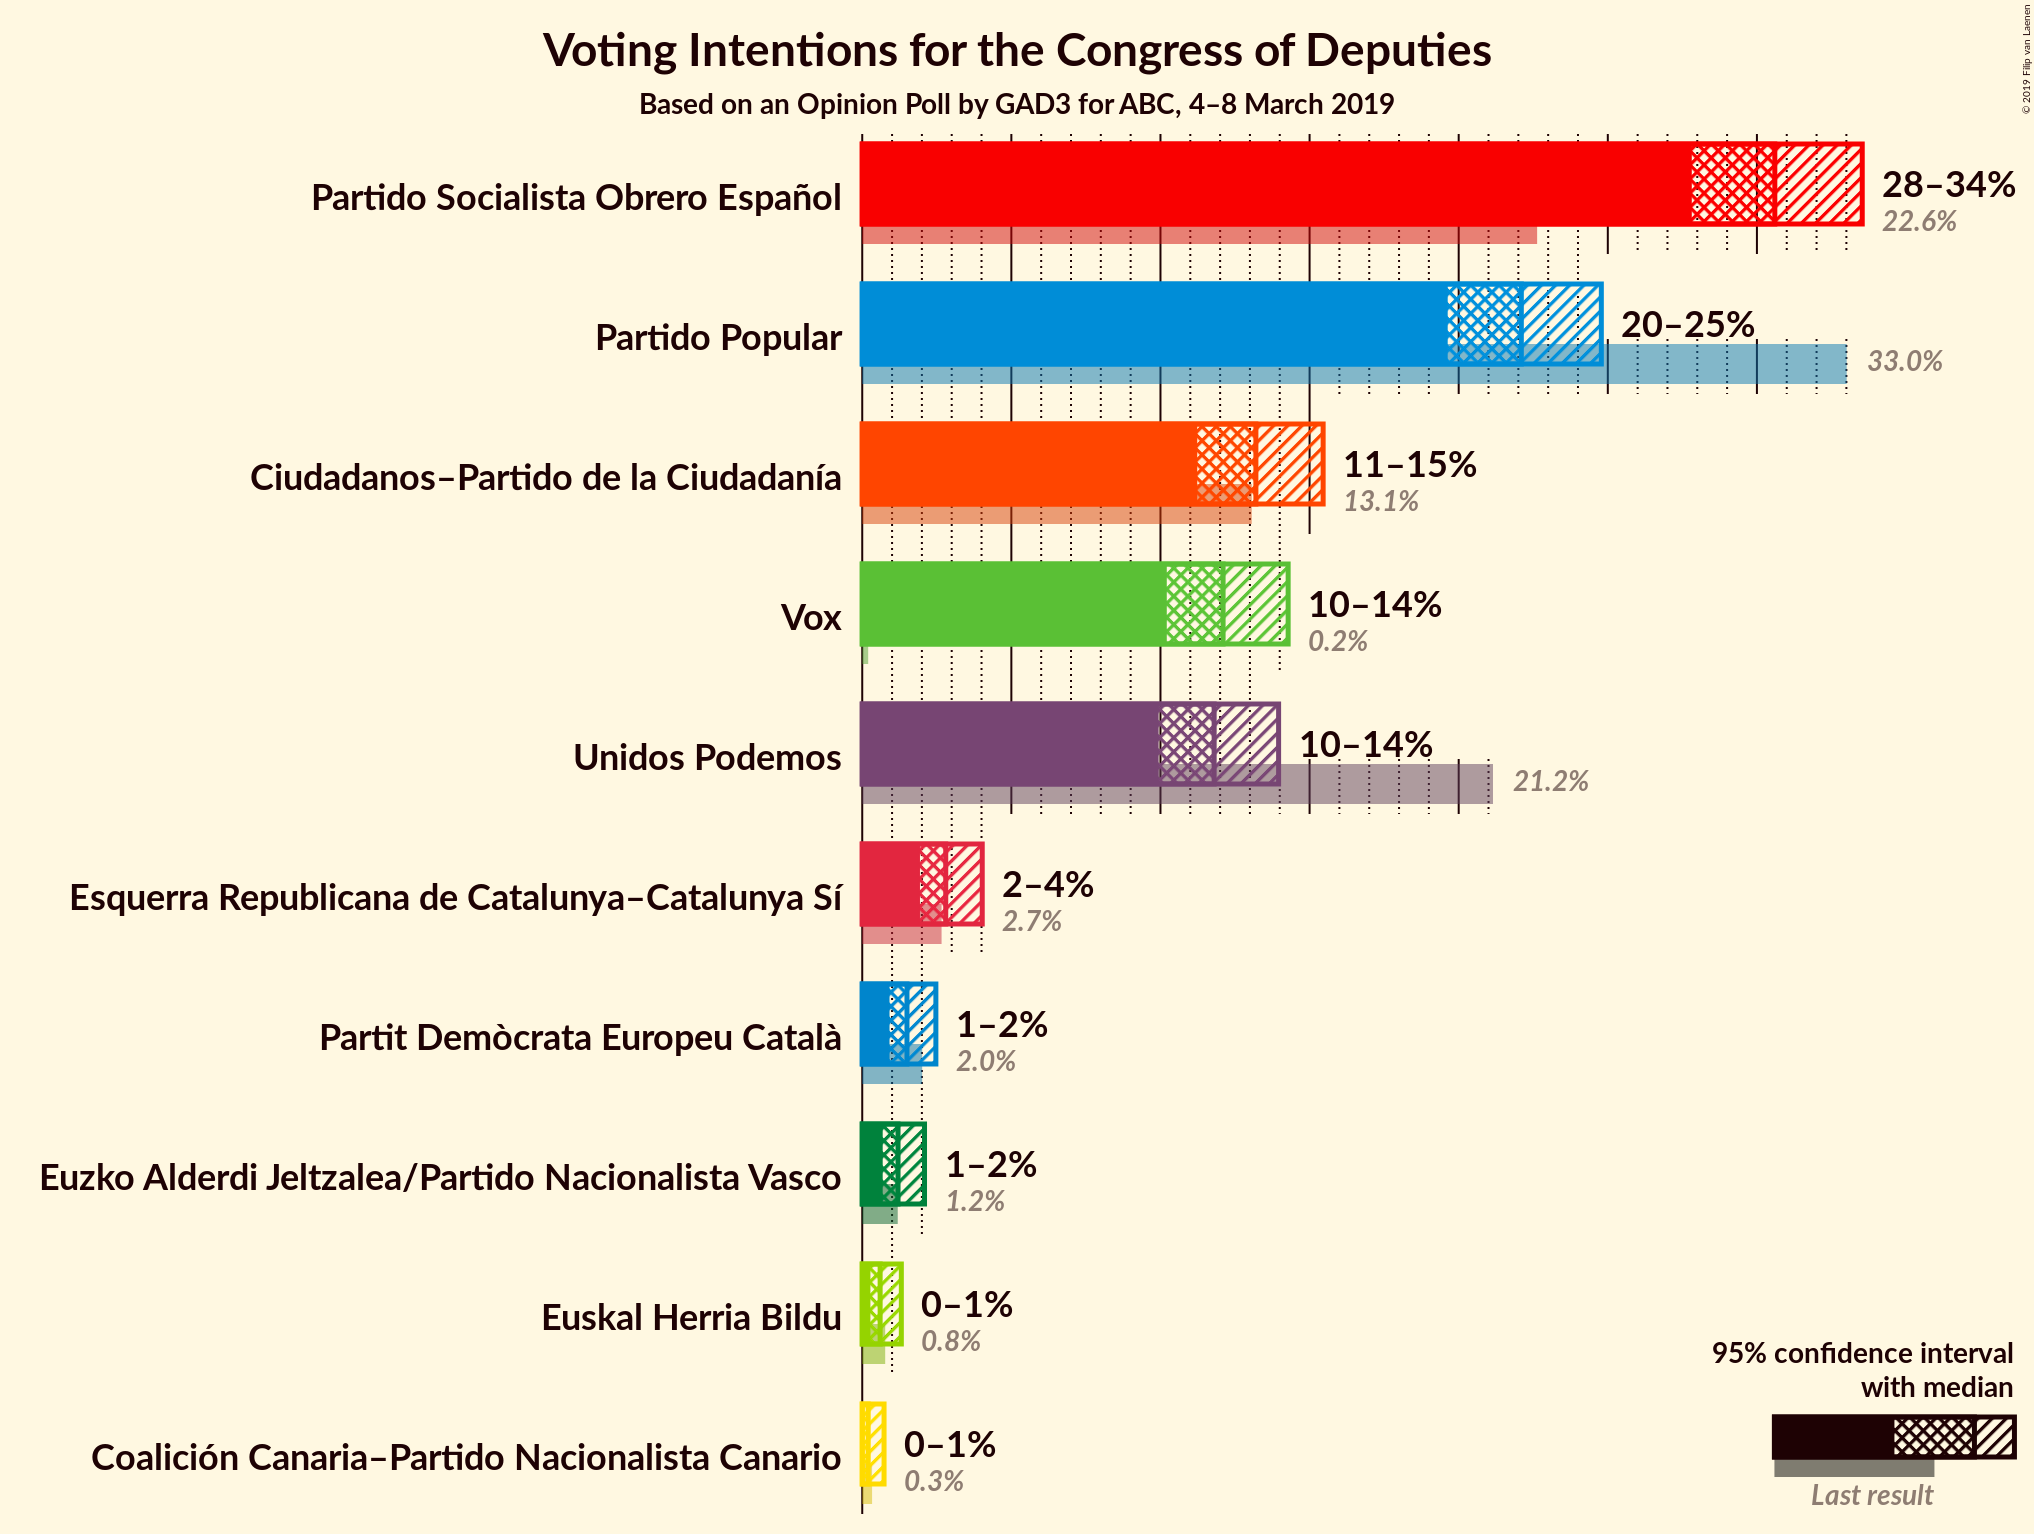 Voting Intentions for the Congress of Deputies
Based on an Opinion Poll by GAD3 for ABC, 4–8 March 2019
© 2019 Filip van Laenen
Partido Socialista Obrero Español
28–34%
22.6%
Partido Popular
20–25%
33.0%
Ciudadanos–Partido de la Ciudadanía
11–15%
13.1%
Vox
10–14%
0.2%
Unidos Podemos
10–14%
21.2%
Esquerra Republicana de Catalunya–Catalunya Sí
2–4%
2.7%
Partit Demòcrata Europeu Català
1–2%
2.0%
Euzko Alderdi Jeltzalea/Partido Nacionalista Vasco
1–2%
1.2%
Euskal Herria Bildu
0–1%
0.8%
Coalición Canaria–Partido Nacionalista Canario
0–1%
0.3%
95% confidence interval
with median
Last result